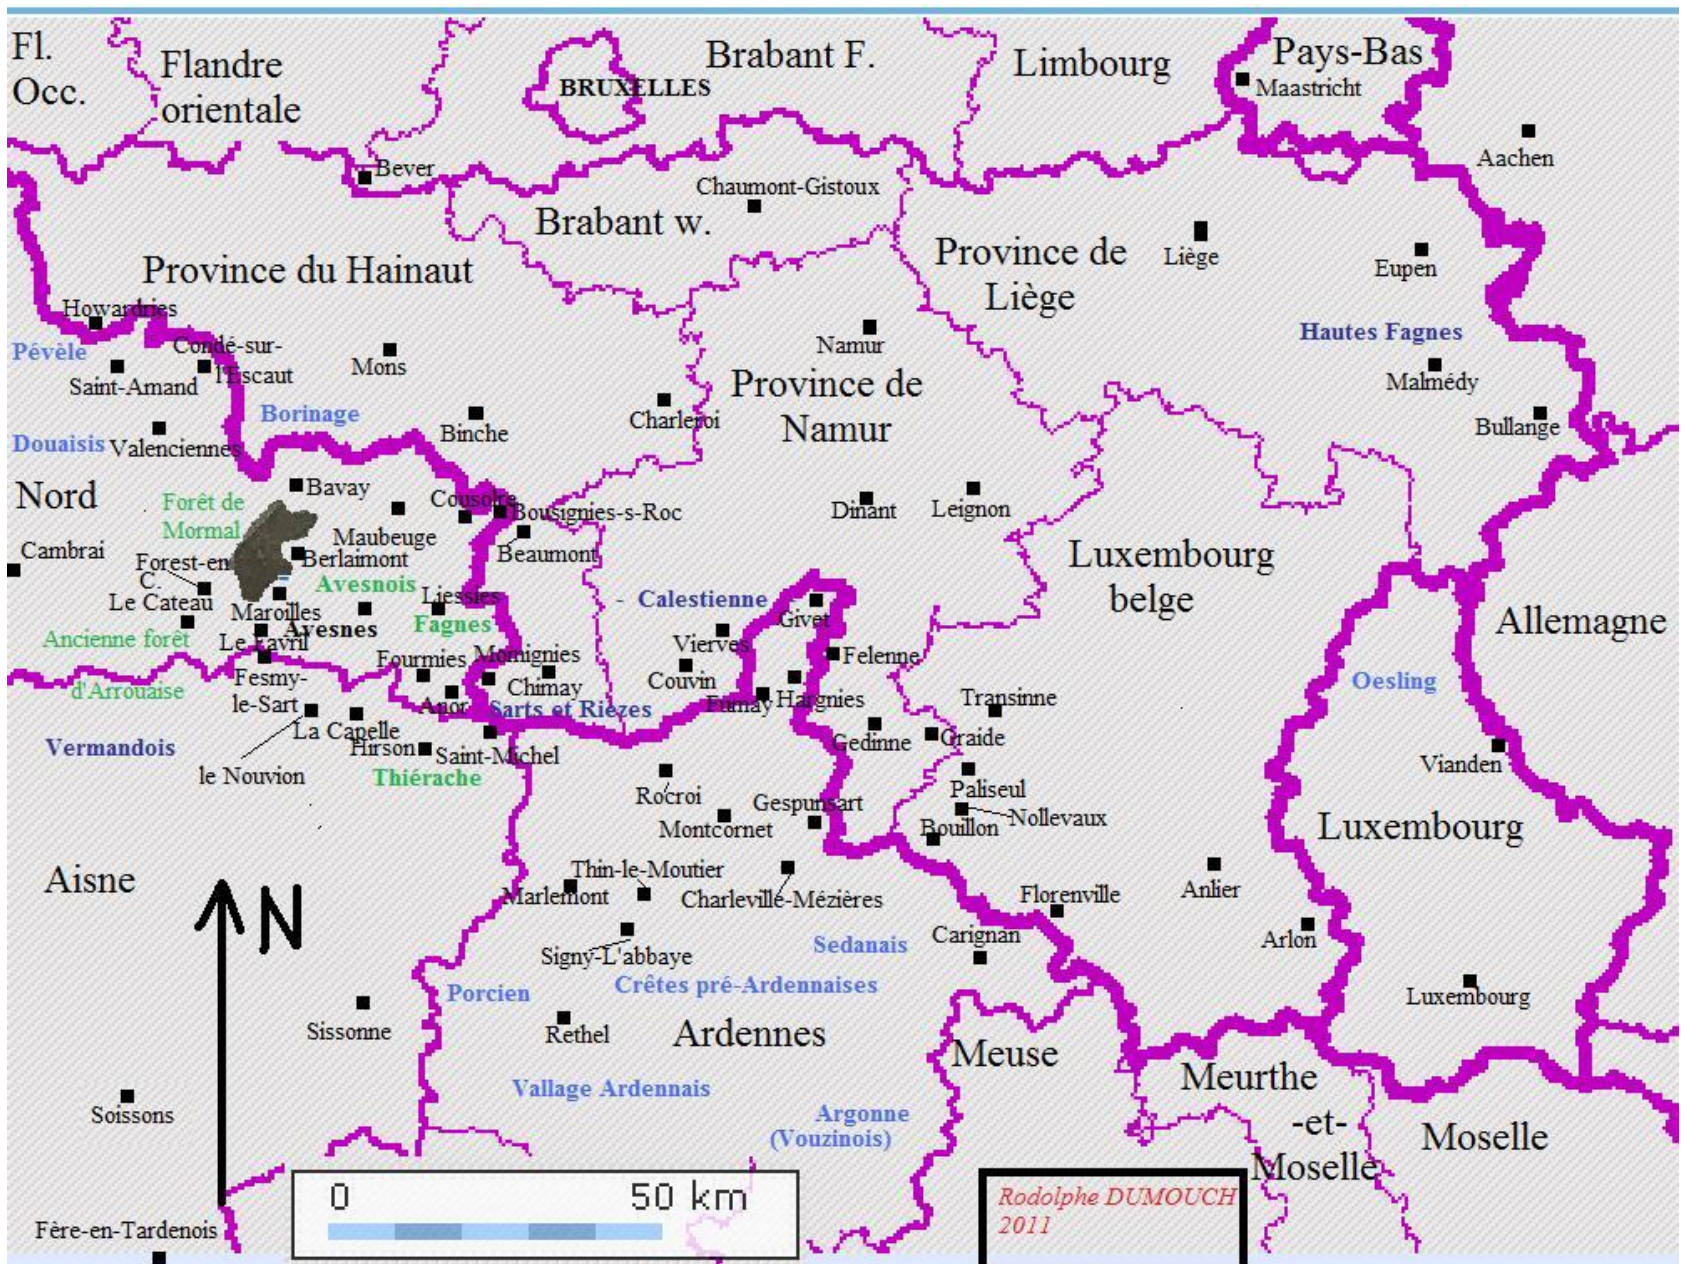 Fl.
Occ.
Flandre
orientale
Brabant F.
BRUXELLES
Limbourg
Pays-Bas
Maastricht
Aachen
Bever
Chaumont-Gistoux
Brabant w.
Province de
Liège
Liège
Eupen
Province du Hainaut
Howardries
Hautes Fagnes
Pévèle
Condé-sur-
l'Escaut
Saint-Amand
Mons
Namur
Province de
Namur
Malmédy
Borinage
Binche
Charleroi
Bullange
Douaisis
Valenciennes
Nord
Bavay
Forêt de
Mormal
Cousolre
Bousignies-s-Roc
Maubeuge
Beaumont
Dinant
Leignon
Cambrai
Forest-en
C.
Berlaimont
Avesnois
Luxembourg
belge
Le Cateau
Maroilles
Liessies
- Calestienne -
Givet
Allemagne
Ancienne forêt
d'Arrouaise
Le Favril
Avesnes
Fagnes
Vierves
Felenne
Fesmy-
le-Sart
Fourmies
Momignies
Chimay
Couvin
Oesling
Anor
Sarts et Riezes
Fumay
Hargnies
Transinne
Vermandois
La Capelle
Hirson
Saint-Michel
Gedinne
Graide
Vianden
le Nouvion
Thiérache
Rocroi
Gespunsart
Paliseul
Nollevaux
Montcornet
Bouillon
Luxembourg
Aisne
Thin-le-Moutier
Marlemont
Charleville-Mézières
Florenville
Anlier
N
Signy-L'abbaye
Sedanais
Carignan
Arlon
Porcien
Crêtes pré-Ardennaises
Luxembourg
Sissonne
Rethel
Ardennes
Meuse
Meurthe
-et-
Moselle
Vallage Ardennais
Soissons
Argonne
(Vouzinois)
Moselle
0 50 km
Rodolphe DUMOUCH
2011
Fère-en-Tardenois